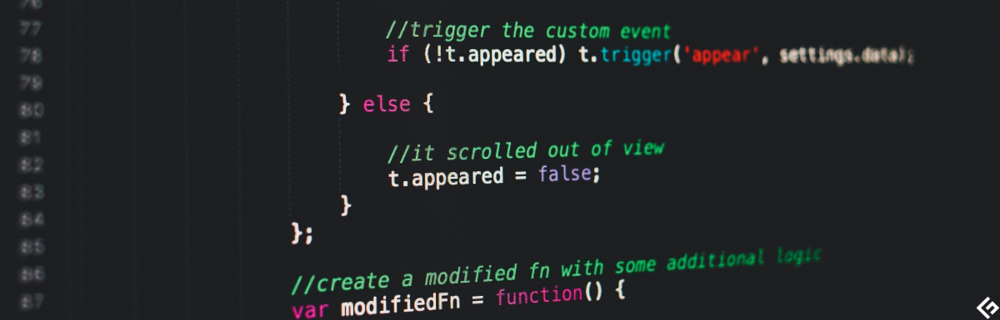 76
77 //trigger the custom event
78 if (!t.appeared) t.trigger('appear', settings.data);
79
80 } else {
81
82 //it scrolled out of view
83 t.appeared = false;
84 }
85 };
86
87 //create a modified fn with some additional logic
var modifiedFn = function() {